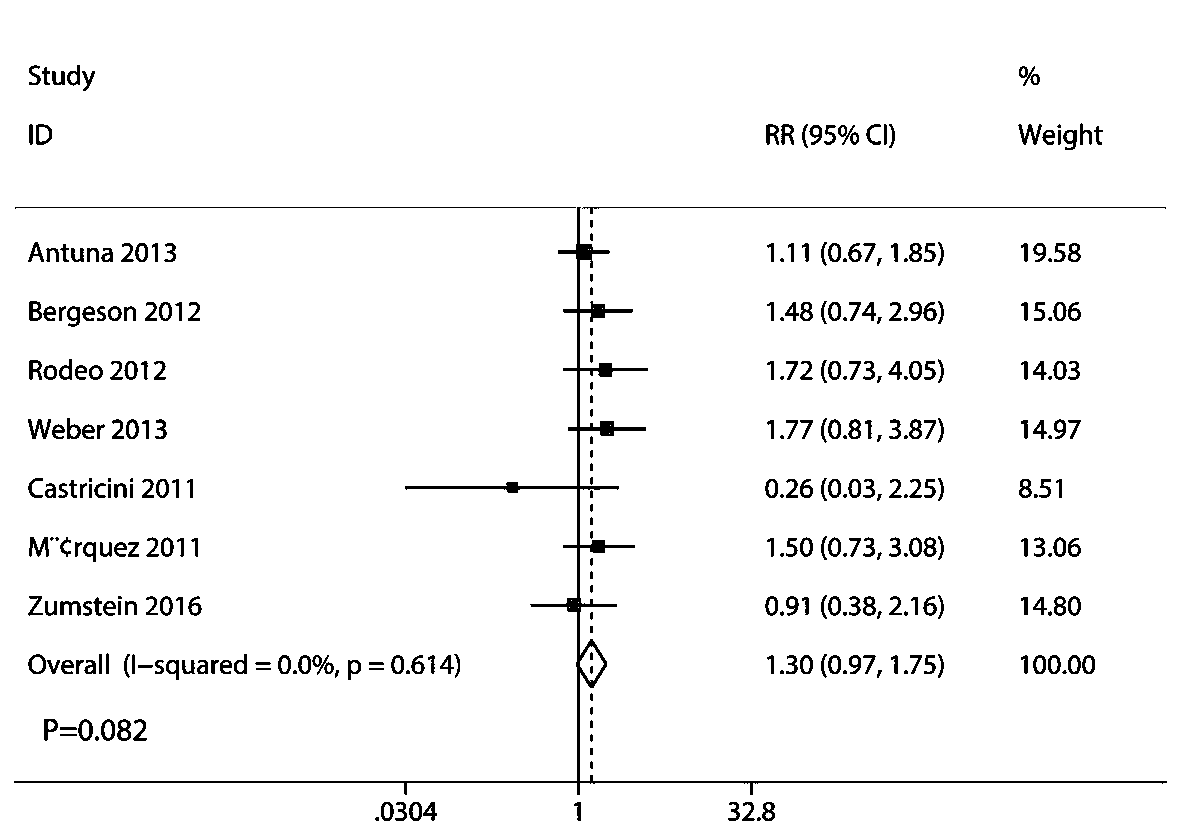 Study %
ID RR (95% CI) Weight
Antuna 2013 1.11 (0.67, 1.85) 19.58
Bergeson 2012 1.48 (0.74, 2.96) 15.06
Rodeo 2012 1.72 (0.73, 4.05) 14.03
Weber 2013 1.77 (0.81, 3.87) 14.97
Castricini 2011 0.26 (0.03, 2.25) 8.51
M¨¢rquez 2011 1.50 (0.73, 3.08) 13.06
Zumstein 2016 0.91 (0.38, 2.16) 14.80
Overall (I−squared = 0.0%, p = 0.614) 1.30 (0.97, 1.75) 100.00
P=0.082
.0304 1 32.8